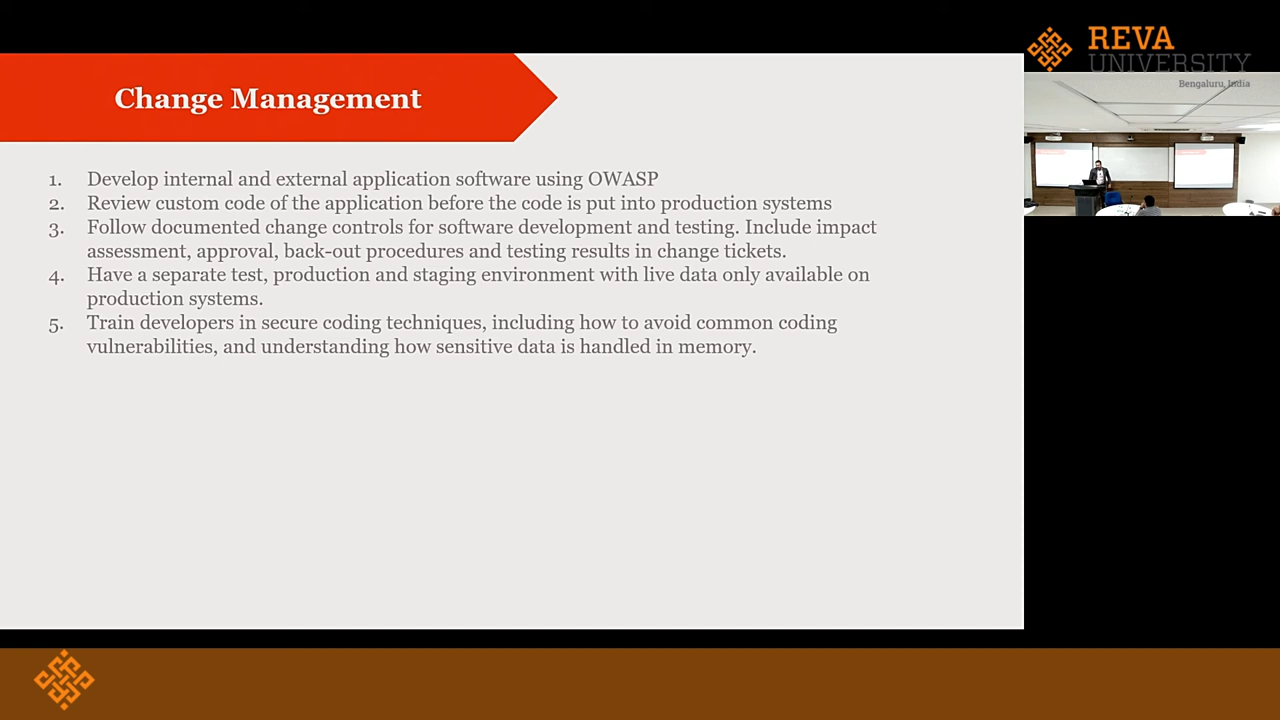 REVA
UNIVERSITY
Bengaluru, India
Change Management
1. Develop internal and external application software using OWASP
2. Review custom code of the application before the code is put into production systems
3. Follow documented change controls for software development and testing. Include impact
assessment, approval, back-out procedures and testing results in change tickets.
4. Have a separate test, production and staging environment with live data only available on
production systems.
5. Train developers in secure coding techniques, including how to avoid common coding
vulnerabilities, and understanding how sensitive data is handled in memory.